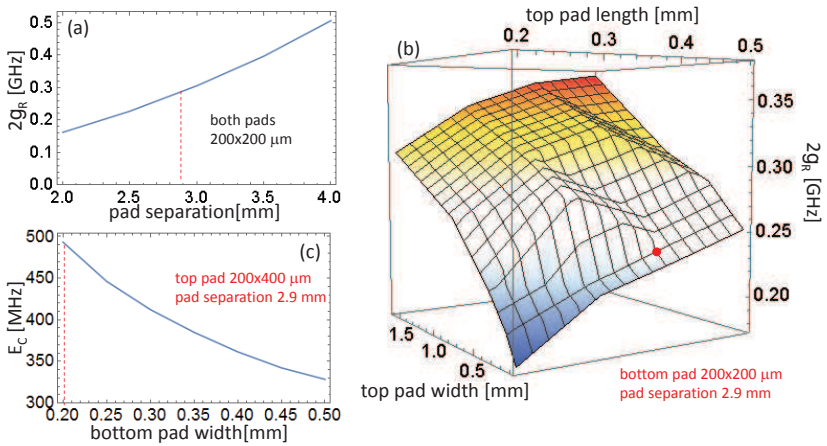 (a)
0.5
0.4
0.3
0.2
0.1
0.0
2g_R [GHz]
both pads
200x200 μm
2.0 2.5 3.0 3.5 4.0
pad separation[mm]
(c)
500
450
400
350
300
E_C [MHz]
top pad 200x400 μm
pad separation 2.9 mm
0.20 0.25 0.30 0.35 0.40 0.45 0.50
bottom pad width[mm]
(b)
top pad length [mm]
0.2 0.3 0.4 0.5
0.35
0.30
0.25
0.20
2g_R [GHz]
1.5 1.0 0.5
top pad width [mm]
bottom pad 200x200 μm
pad separation 2.9 mm